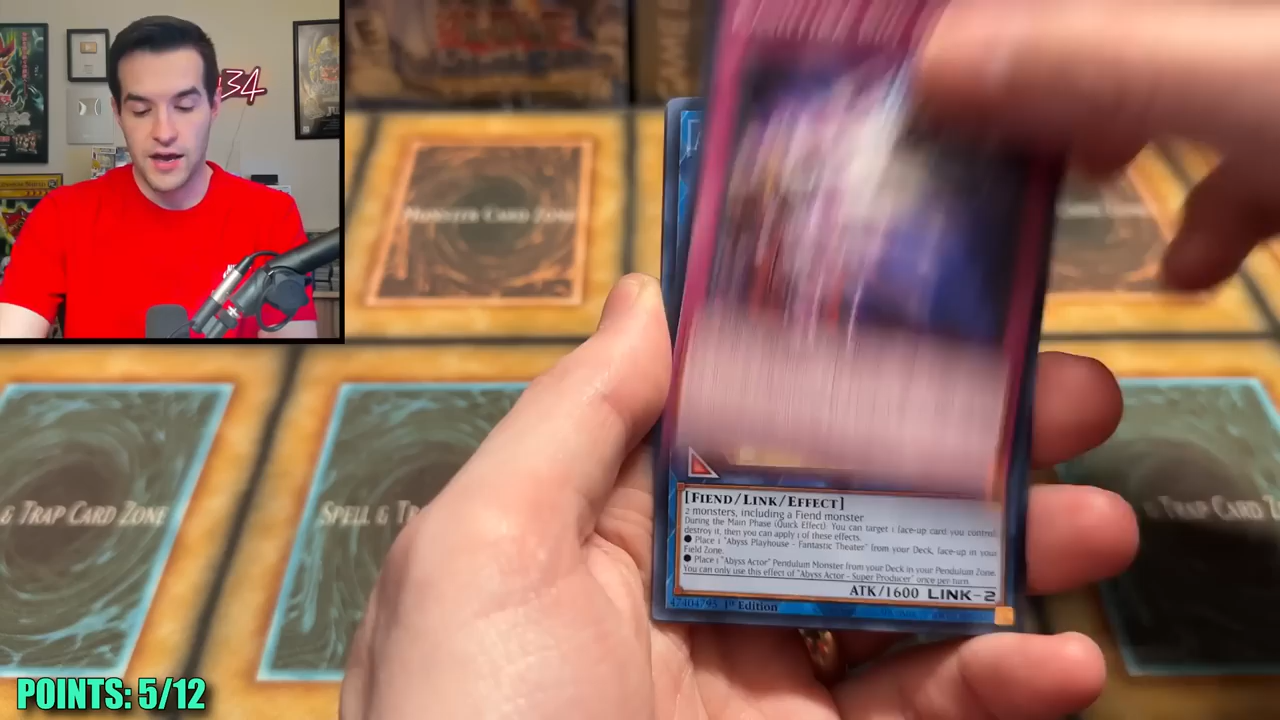 34
MONSTER CARD ZONE
GAME
G TRAP CARD ZONE
SPELL G TR
TRAP CARD Z
[FIEND/LINK/EFFECT]
2 monsters, including a Fiend monster
During the Main Phase (Quick Effect): You can target 1 face-up card you control;
destroy it, then you can apply 1 of these effects.
● Place 1 "Abyss Playhouse - Fantastic Theater" from your Deck, face-up in your
Field Zone.
● Place 1 "Abyss Actor" Pendulum Monster from your Deck in your Pendulum Zone.
You can only use this effect of "Abyss Actor - Super Producer" once per turn.
ATK/1600 LINK-2
47404795 1st Edition
POINTS: 5/12